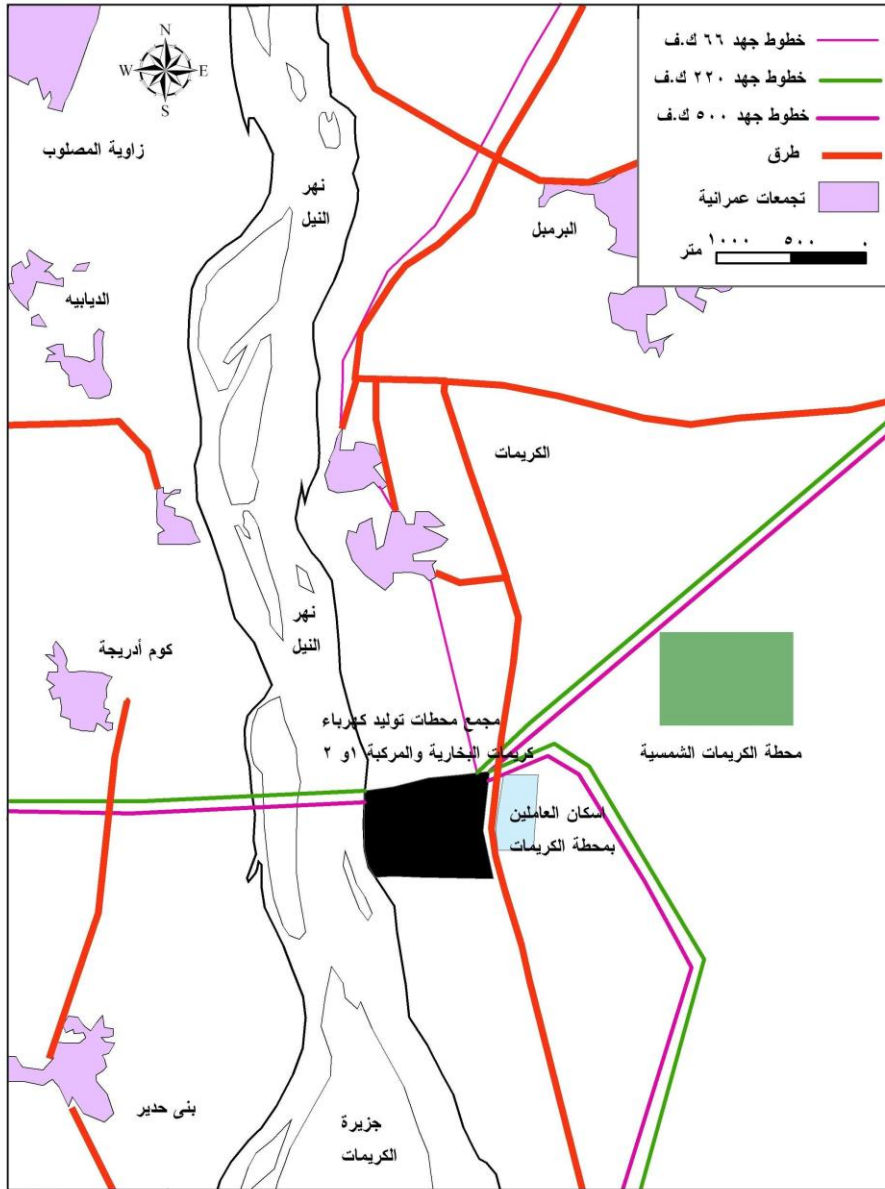 N
W E
S
خطوط جهد ٦٦ ك.ف
خطوط جهد ٢٢٠ ك.ف
خطوط جهد ٥٠٠ ك.ف
طرق
تجمعات عمرانية
١٠٠٠ ٥٠٠ ٠
متر
زاوية المصلوب
نهر
النيل
البرمبل
الديابيه
الكريمات
نهر
النيل
كوم أدريجة
مجمع محطات توليد كهرباء
كريمات البخارية والمركبة ١و ٢
محطة الكريمات الشمسية
اسكان العاملين
بمحطة الكريمات
بنى حدير
جزيرة
الكريمات